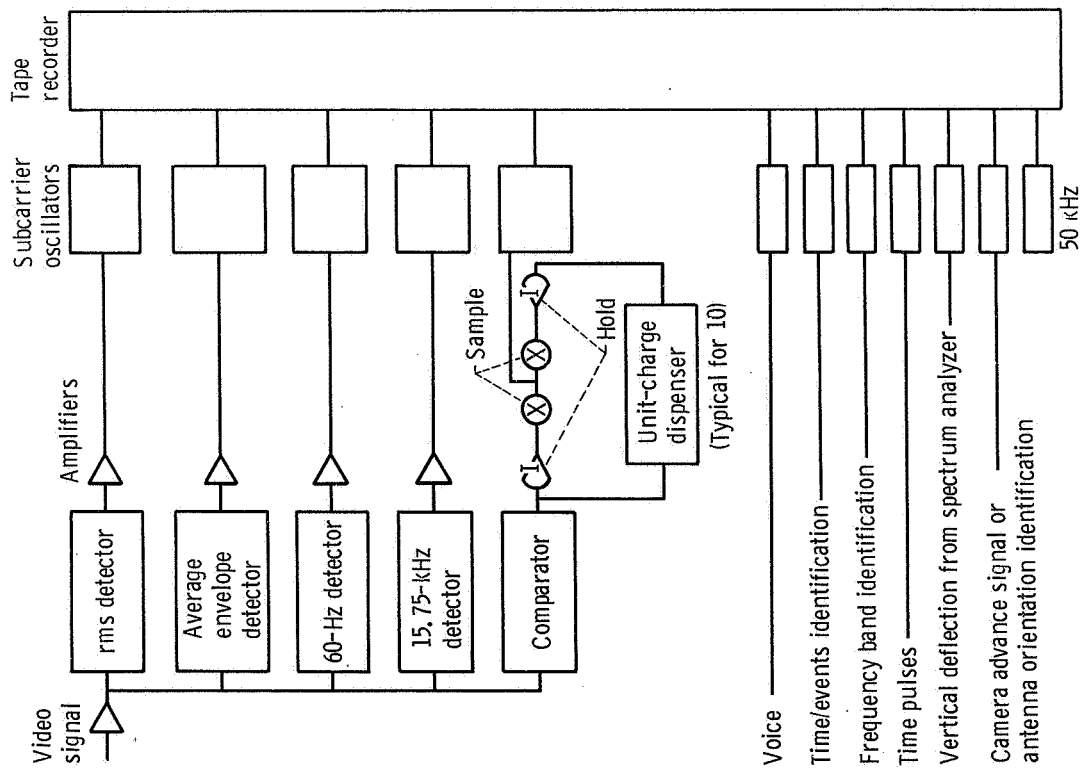 Tape
recorder
Subcarrier
oscillators
Amplifiers
Video
signal
rms detector
Average
envelope
detector
60-Hz detector
15.75-kHz
detector
Comparator
Sample
Hold
I
X
X
I
Unit-charge
dispenser
(Typical for 10)
Voice
Time/events identification
Frequency band identification
Time pulses
Vertical deflection from spectrum analyzer
Camera advance signal or
antenna orientation identification
50 kHz